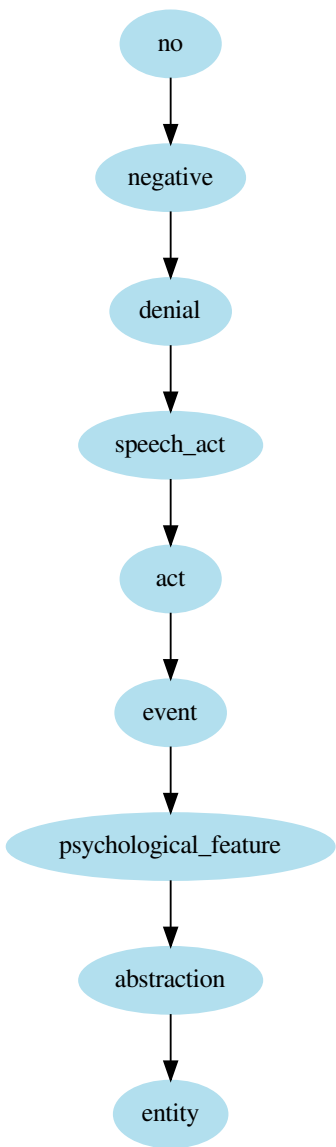 no
negative
denial
speech_act
act
event
psychological_feature
abstraction
entity